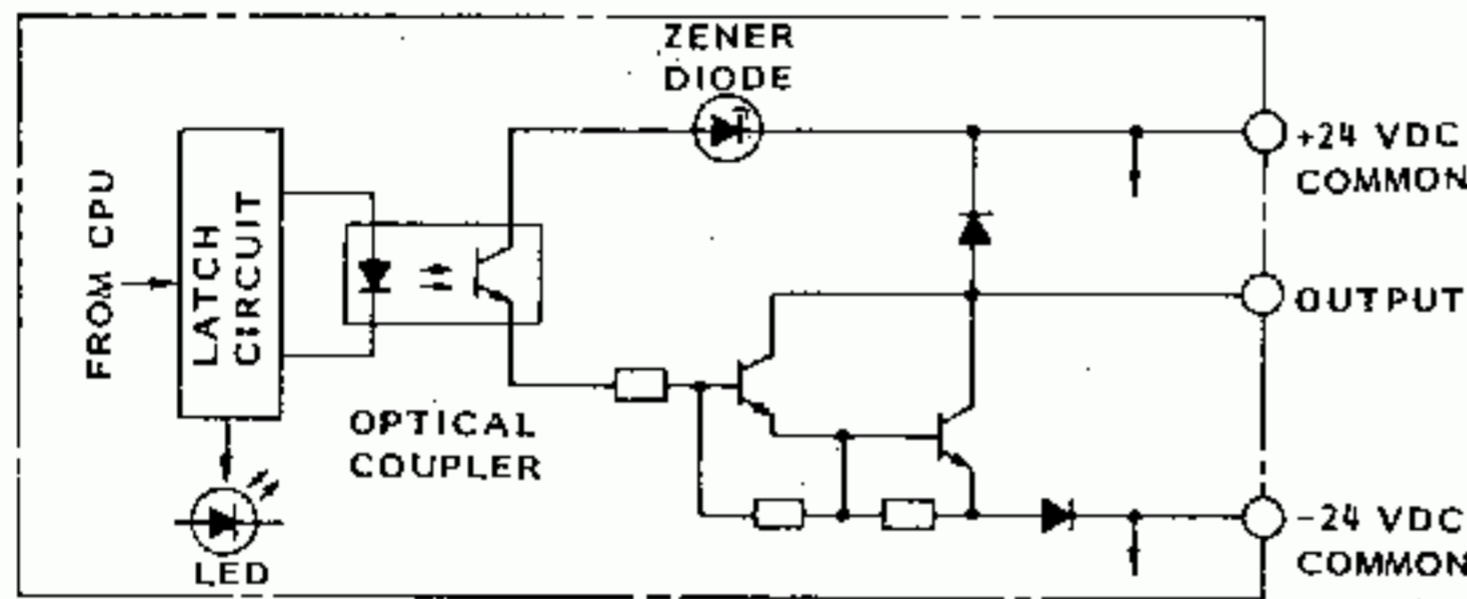 ZENER
DIODE
+24 VDC
COMMON
FROM CPU
LATCH
CIRCUIT
OUTPUT
OPTICAL
COUPLER
-24 VDC
COMMON
LED